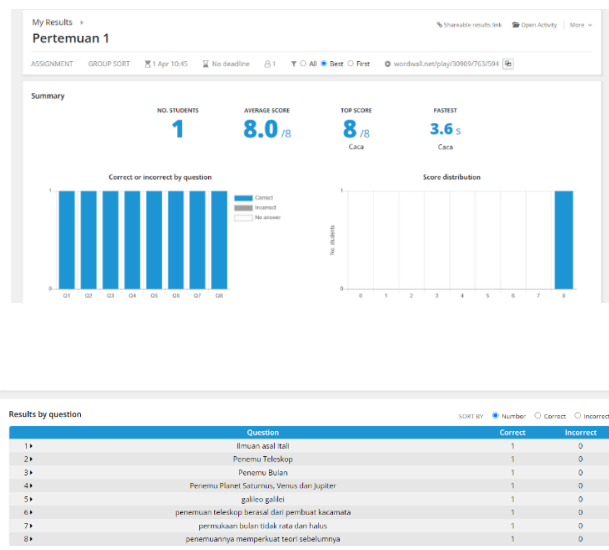 My Results
Shareable results link Open Activity More
Pertemuan 1
ASSIGNMENT GROUP SORT 1 Apr 10:45 No deadline 1 All Best First wordwall.net/play/30909/763/594
Summary
NO. STUDENTS AVERAGE SCORE TOP SCORE FASTEST
1 8.0 /8 8 /8 3.6 s
Caca Caca
Correct or incorrect by question Score distribution
1 Correct 1
Incorrect
No answer
No. students
0 0
Q1 Q2 Q3 Q4 Q5 Q6 Q7 Q8 0 1 2 3 4 5 6 7 8
Results by question SORT BY Number Correct Incorrect
Question Correct Incorrect
1 ilmuan asal Itali 1 0
2 Penemu Teleskop 1 0
3 Penemu Bulan 1 0
4 Penemu Planet Saturnus, Venus dan Jupiter 1 0
5 galileo galilei 1 0
6 penemuan teleskop berasal dari pembuat kacamata 1 0
7 permukaan bulan tidak rata dan halus 1 0
8 penemuannya memperkuat teori sebelumnya 1 0